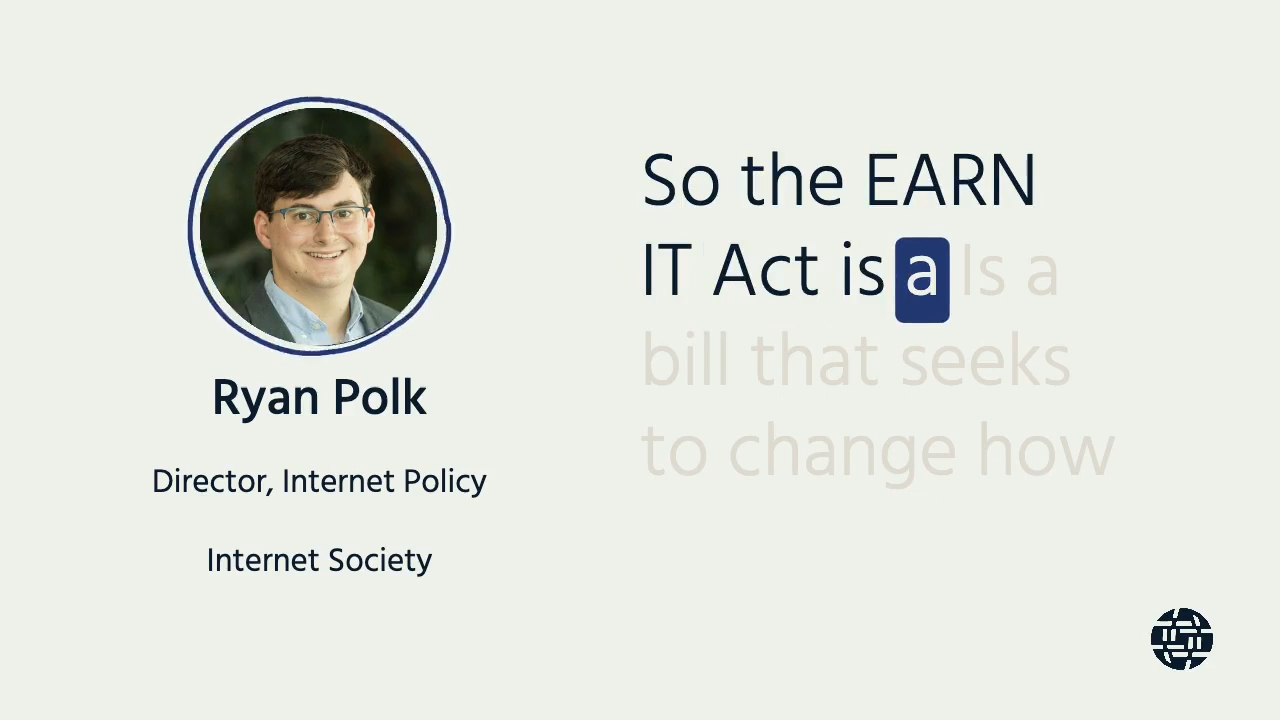 Ryan Polk
Director, Internet Policy
Internet Society
So the EARN
IT Act is a Is a
bill that seeks
to change how